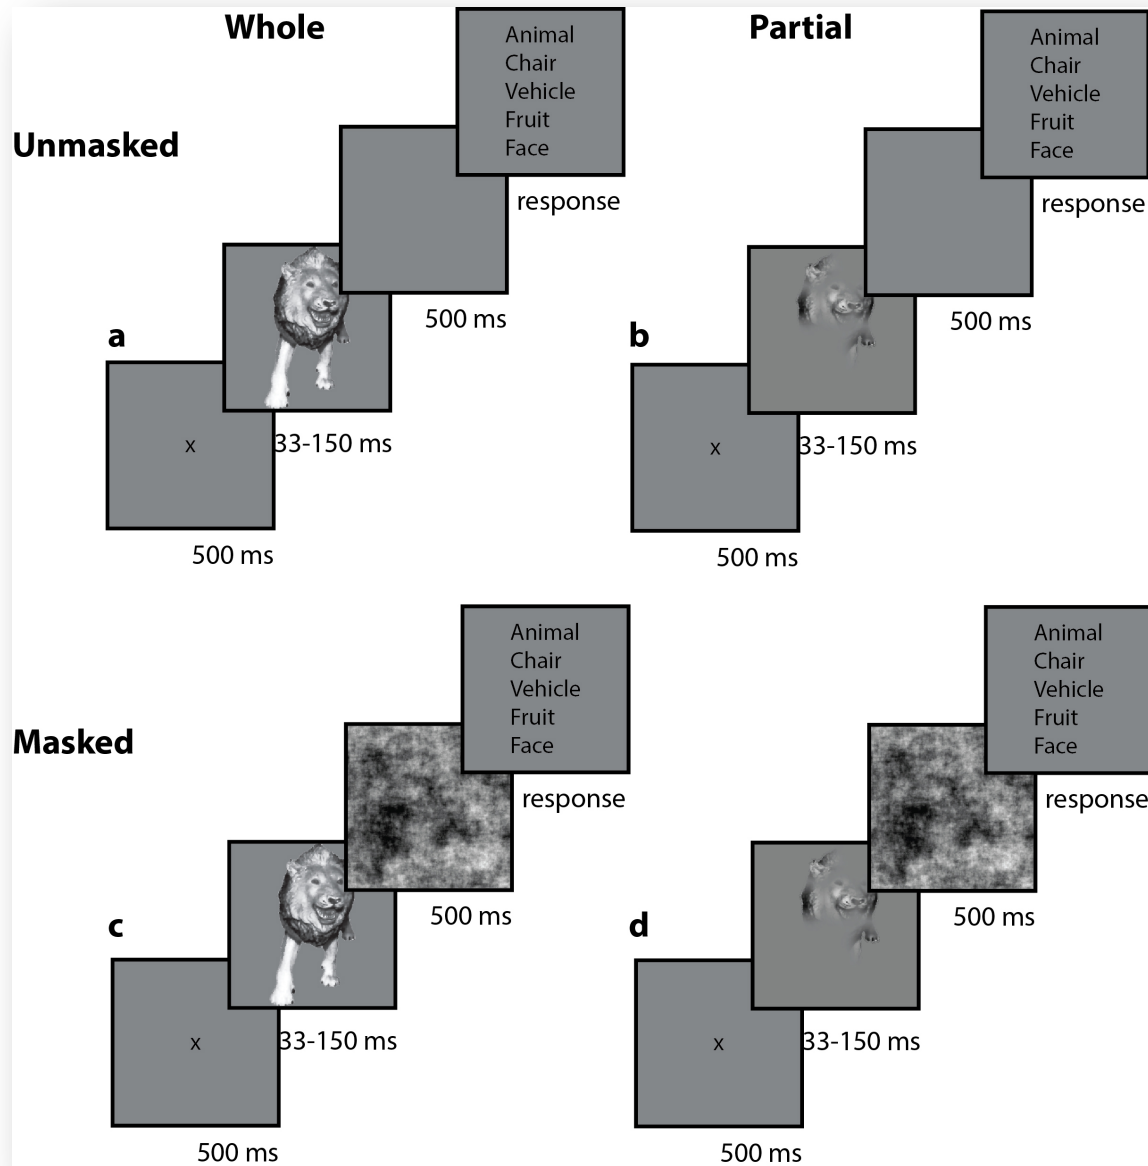 Whole
Partial
Unmasked
Animal
Chair
Vehicle
Fruit
Face
response
500 ms
a
33-150 ms
x
500 ms
Animal
Chair
Vehicle
Fruit
Face
response
500 ms
b
33-150 ms
x
500 ms
Masked
Animal
Chair
Vehicle
Fruit
Face
response
500 ms
c
33-150 ms
x
500 ms
Animal
Chair
Vehicle
Fruit
Face
response
500 ms
d
33-150 ms
x
500 ms